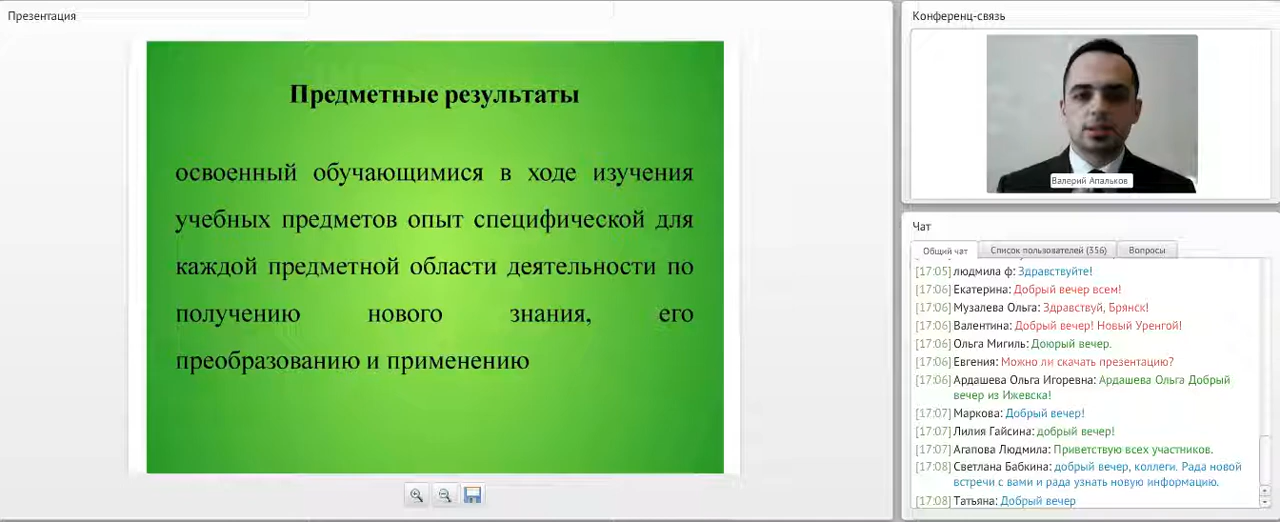 Презентация
Предметные результаты
освоенный обучающимися в ходе изучения
учебных предметов опыт специфической для
каждой предметной области деятельности по
получению нового знания, его
преобразованию и применению
Конференц-связь
Валерий Апальков
Чат
Общий чат
Список пользователей (356)
Вопросы
[17:05] людмила ф: Здравствуйте!
[17:06] Екатерина: Добрый вечер всем!
[17:06] Музалева Ольга: Здравствуй, Брянск!
[17:06] Валентина: Добрый вечер! Новый Уренгой!
[17:06] Ольга Мигиль: Доюрый вечер.
[17:06] Евгения: Можно ли скачать презентацию?
[17:06] Ардашева Ольга Игоревна: Ардашева Ольга Добрый
вечер из Ижевска!
[17:07] Маркова: Добрый вечер!
[17:07] Лилия Гайсина: добрый вечер!
[17:07] Агапова Людмила: Приветствую всех участников.
[17:08] Светлана Бабкина: добрый вечер, коллеги. Рада новой
встречи с вами и рада узнать новую информацию.
[17:08] Татьяна: Добрый вечер